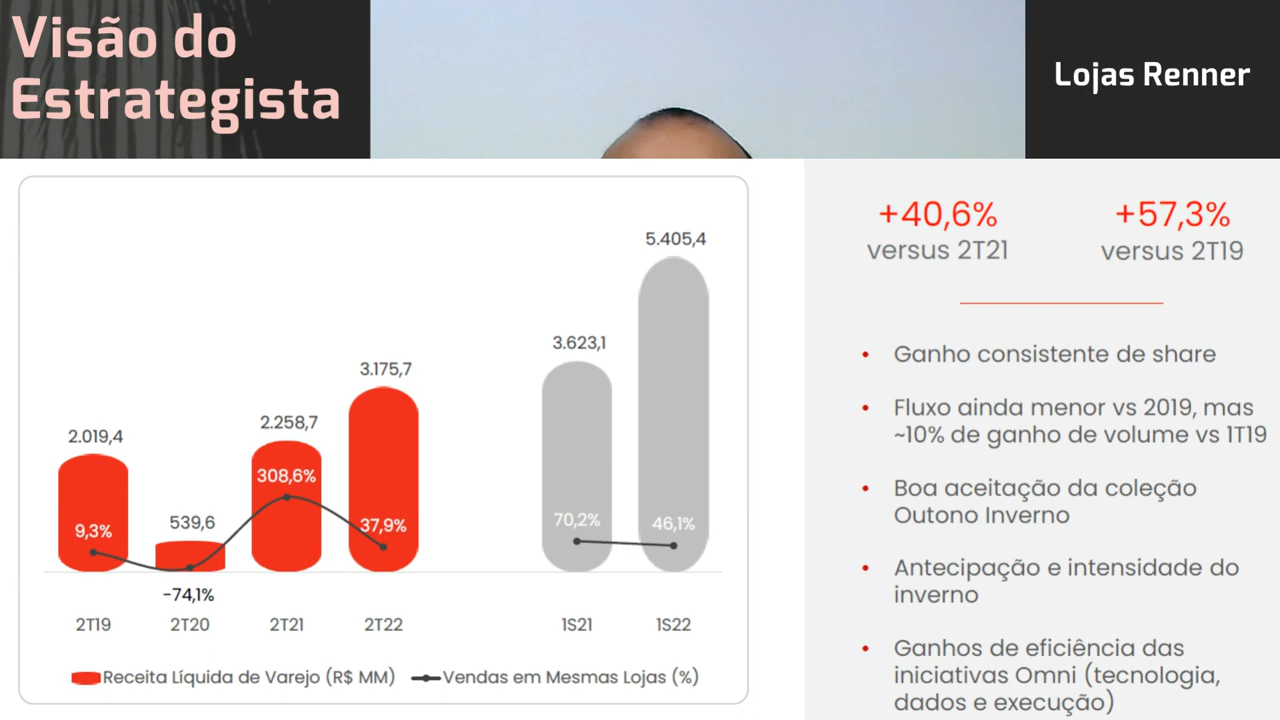 Visão do
Estrategista
Lojas Renner
5.405,4
3.623,1
3.175,7
2.258,7
2.019,4
539,6
308,6%
9,3%
37,9%
70,2%
46,1%
-74,1%
2T19 2T20 2T21 2T22 1S21 1S22
Receita Líquida de Varejo (R$ MM) Vendas em Mesmas Lojas (%)
+40,6% +57,3%
versus 2T21 versus 2T19
• Ganho consistente de share
• Fluxo ainda menor vs 2019, mas
~10% de ganho de volume vs 1T19
• Boa aceitação da coleção
Outono Inverno
• Antecipação e intensidade do
inverno
• Ganhos de eficiência das
iniciativas Omni (tecnologia,
dados e execução)